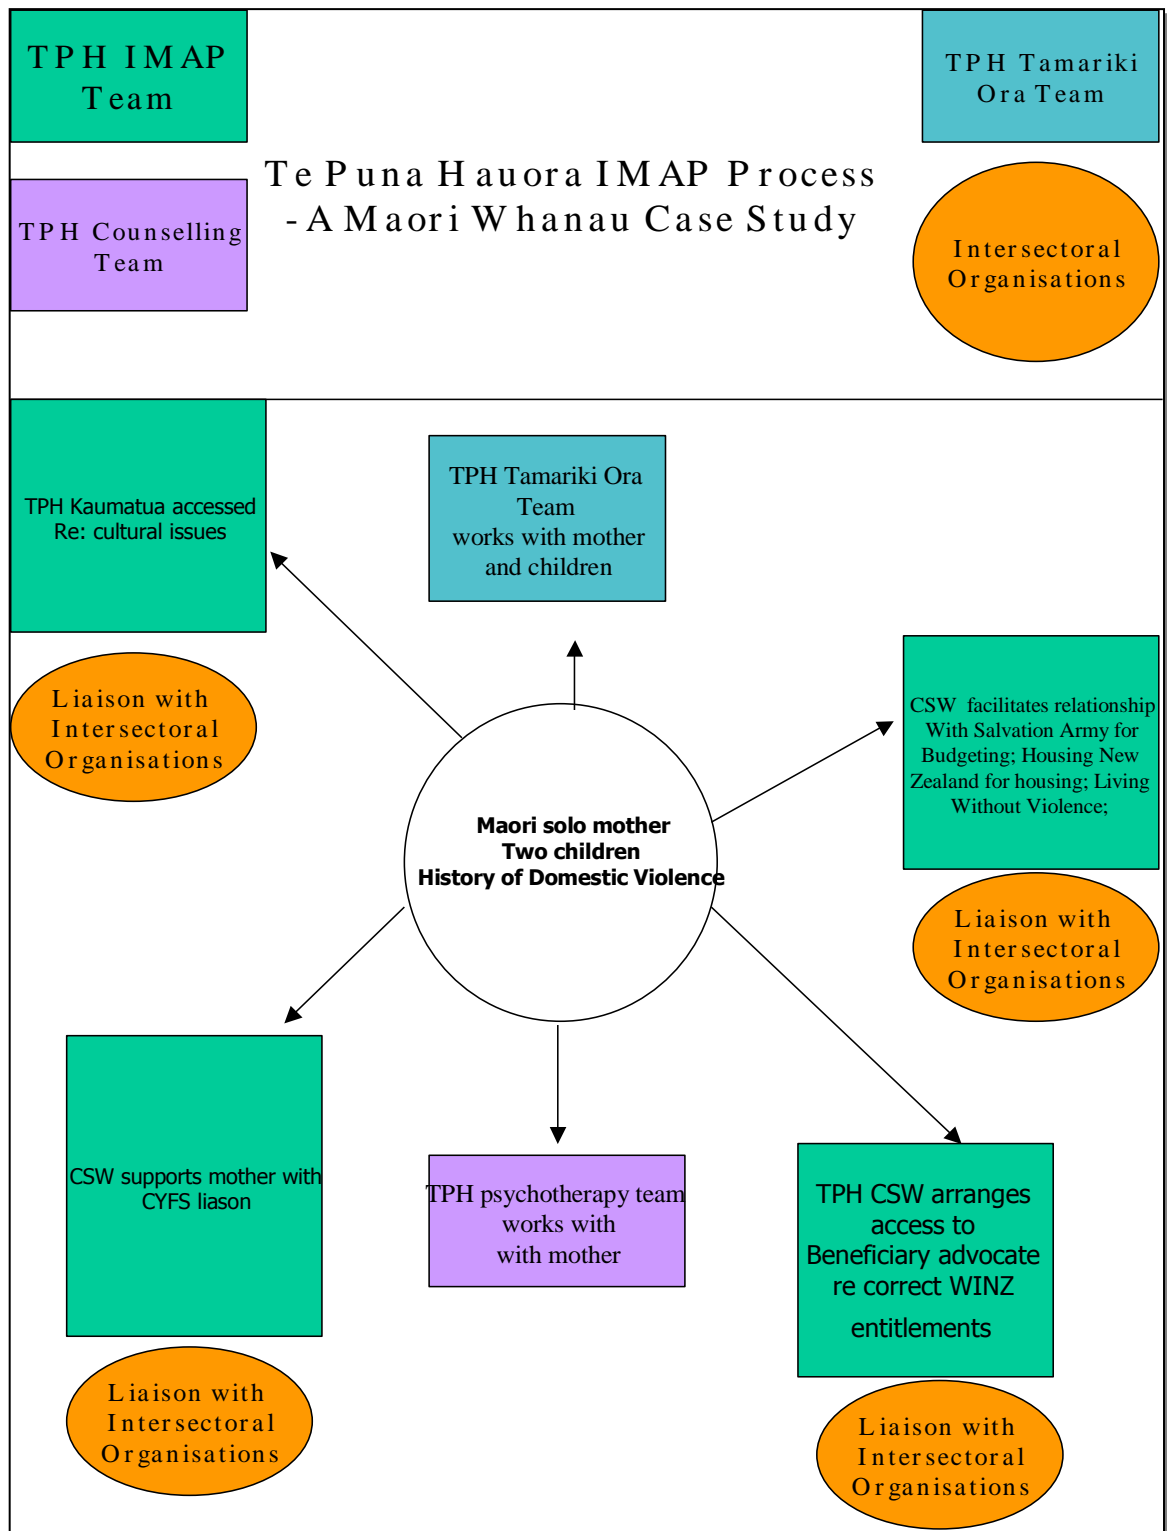 TPH IMAP
Team
TPH Tamariki
Ora Team
Te Puna Hauora IMAP Process
- A Maori Whanau Case Study
TPH Counselling
Team
Intersectoral
Organisations
TPH Kaumatua accessed
Re: cultural issues
TPH Tamariki Ora
Team
works with mother
and children
Liaison with
Intersectoral
Organisations
CSW facilitates relationship
With Salvation Army for
Budgeting; Housing New
Zealand for housing; Living
Without Violence;
Maori solo mother
Two children
History of Domestic Violence
Liaison with
Intersectoral
Organisations
CSW supports mother with
CYFS liason
TPH psychotherapy team
works with
with mother
TPH CSW arranges
access to
Beneficiary advocate
re correct WINZ
entitlements
Liaison with
Intersectoral
Organisations
Liaison with
Intersectoral
Organisations